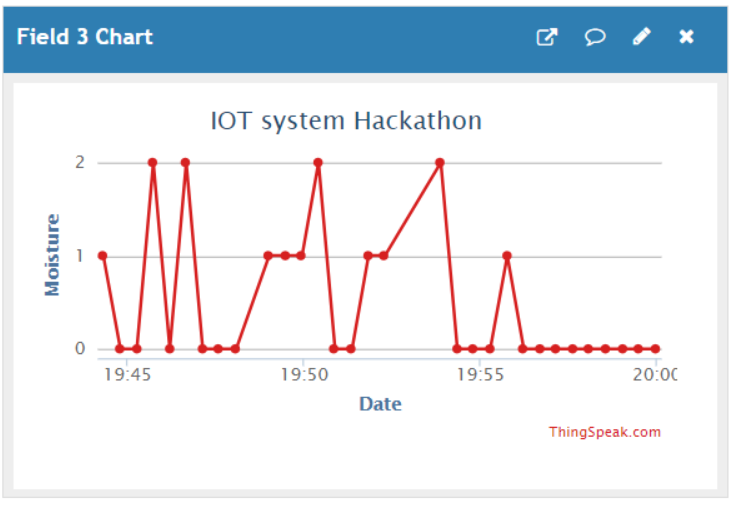 Field 3 Chart
IOT system Hackathon
Moisture
2
1
0
19:45 19:50 19:55 20:00
Date
ThingSpeak.com